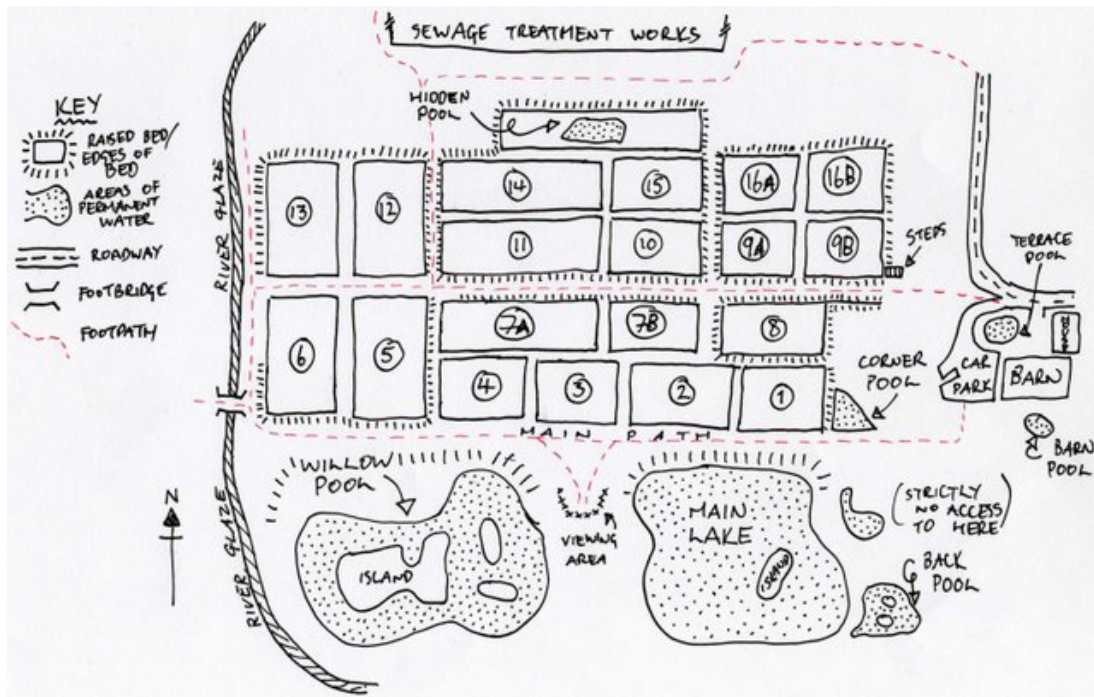 SEWAGE TREATMENT WORKS
KEY
RAISED BED/
EDGES OF
BED
AREAS OF
PERMANENT
WATER
ROADWAY
FOOTBRIDGE
FOOTPATH
RIVER GLAZE
HIDDEN
POOL
13
12
14
15
16A
16B
11
10
9A
9B
STEPS
TERRACE
POOL
6
5
7A
7B
8
4
3
2
1
CORNER
POOL
CAR
PARK
BARN
BARN
POOL
MAIN PATH
WILLOW
POOL
ISLAND
VIEWING
AREA
MAIN
LAKE
ISLAND
(STRICTLY
NO ACCESS
TO HERE)
BACK
POOL
N
RIVER GLAZE